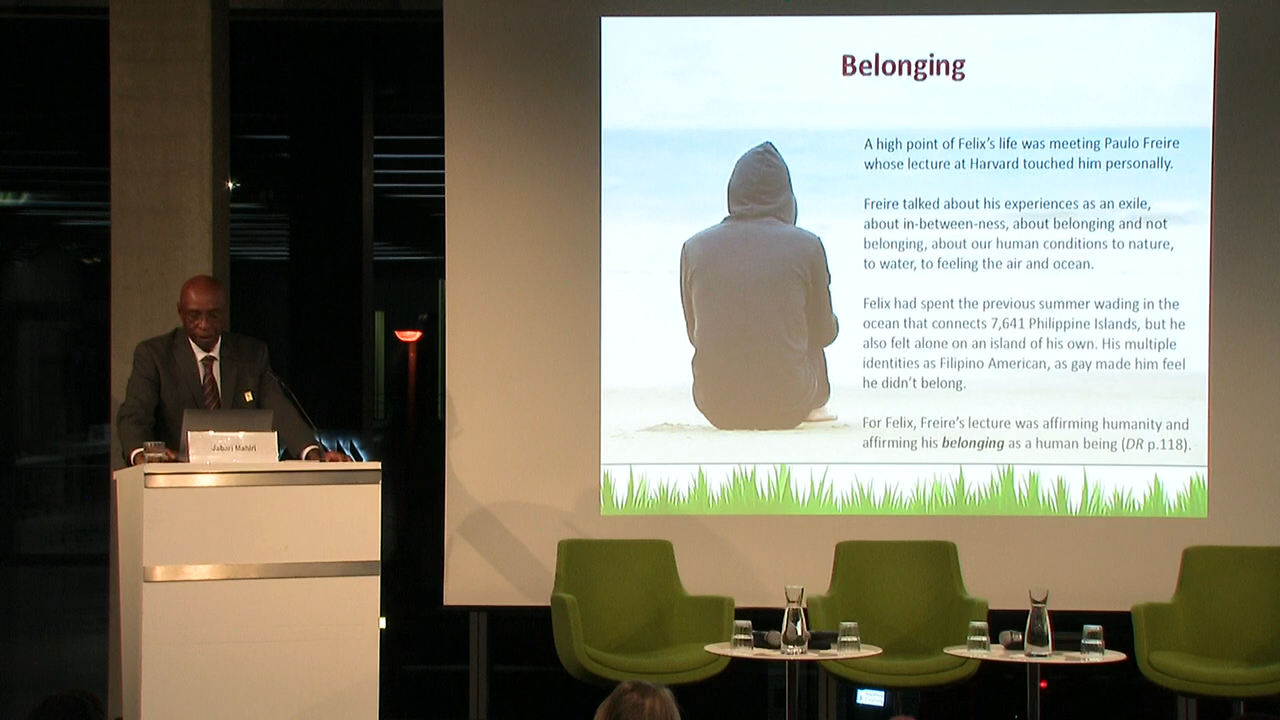 Belonging
A high point of Felix's life was meeting Paulo Freire
whose lecture at Harvard touched him personally.
Freire talked about his experiences as an exile,
about in-between-ness, about belonging and not
belonging, about our human conditions to nature,
to water, to feeling the air and ocean.
Felix had spent the previous summer wading in the
ocean that connects 7,641 Philippine Islands, but he
also felt alone on an island of his own. His multiple
identities as Filipino American, as gay made him feel
he didn't belong.
For Felix, Freire's lecture was affirming humanity and
affirming his belonging as a human being (DR p.118).
Jabari Mahiri